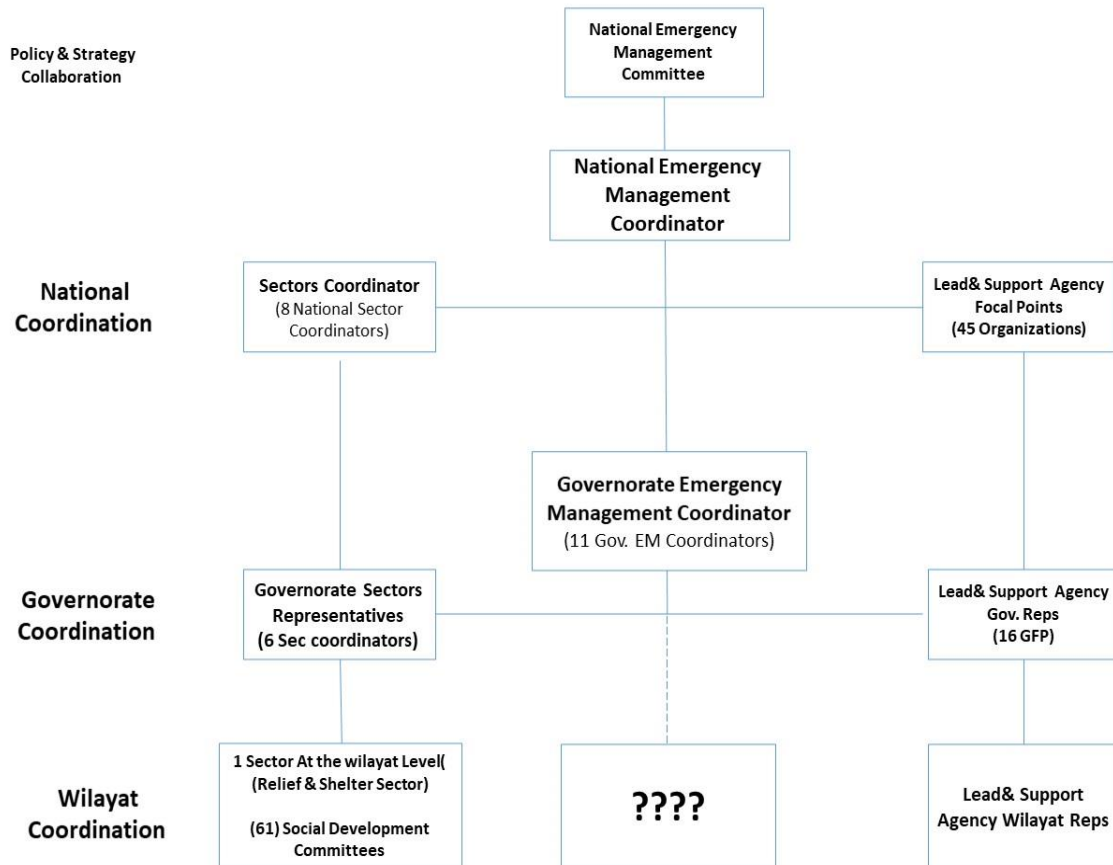 Policy & Strategy
Collaboration
National Emergency
Management
Committee
National Emergency
Management
Coordinator
National
Coordination
Sectors Coordinator
(8 National Sector
Coordinators)
Lead& Support Agency
Focal Points
(45 Organizations)
Governorate Emergency
Management Coordinator
(11 Gov. EM Coordinators)
Governorate
Coordination
Governorate Sectors
Representatives
(6 Sec coordinators)
Lead& Support Agency
Gov. Reps
(16 GFP)
Wilayat
Coordination
1 Sector At the wilayat Level(
(Relief & Shelter Sector)
(61) Social Development
Committees
????
Lead& Support
Agency Wilayat Reps